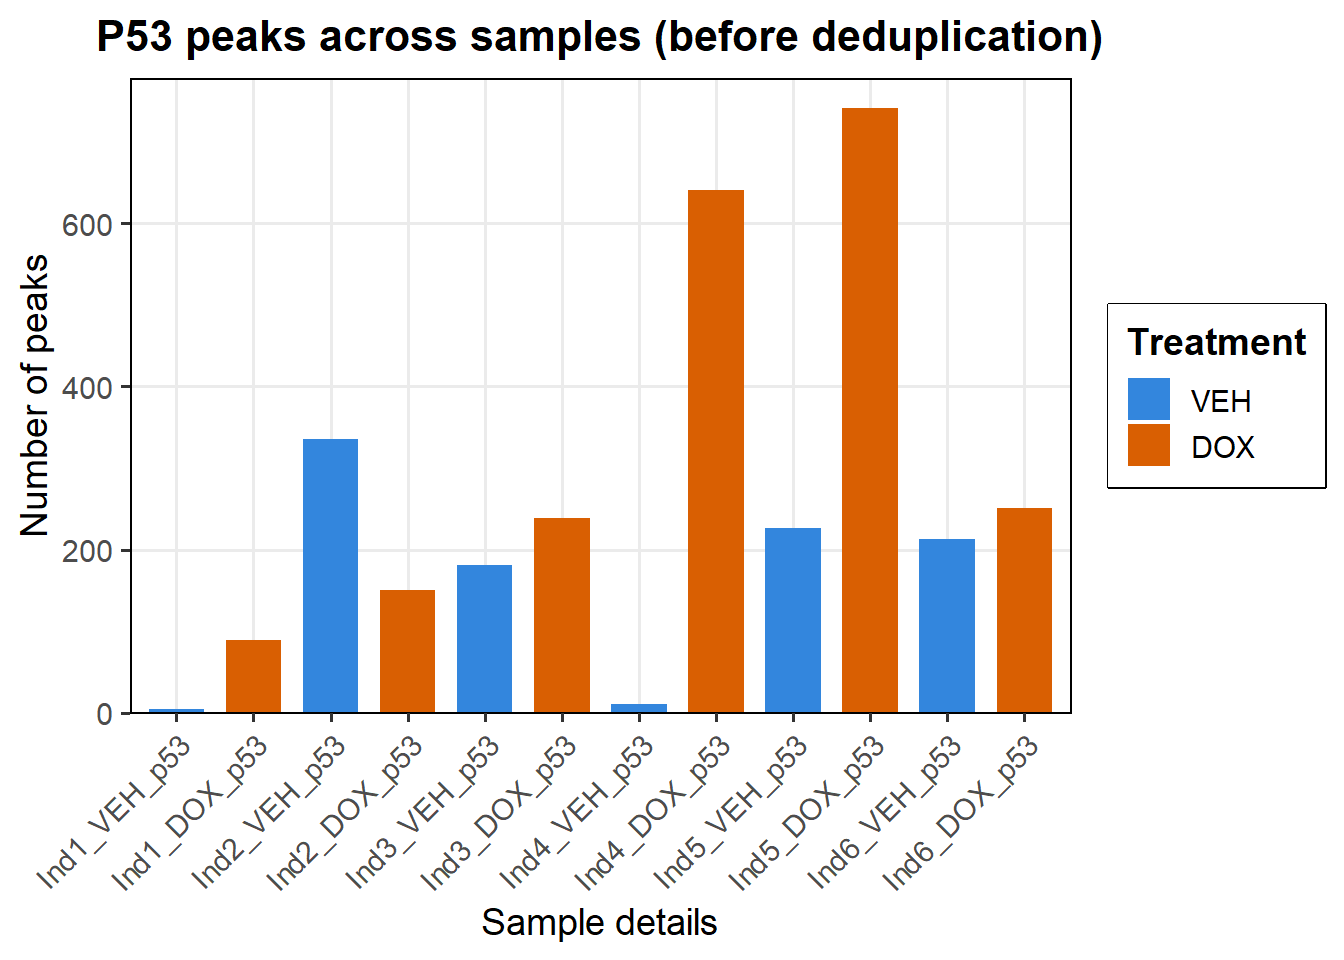 P53 peaks across samples (before deduplication)
Number of peaks
600
400
200
0
Ind1_VEH_p53
Ind1_DOX_p53
Ind2_VEH_p53
Ind2_DOX_p53
Ind3_VEH_p53
Ind3_DOX_p53
Ind4_VEH_p53
Ind4_DOX_p53
Ind5_VEH_p53
Ind5_DOX_p53
Ind6_VEH_p53
Ind6_DOX_p53
Sample details
Treatment
VEH
DOX